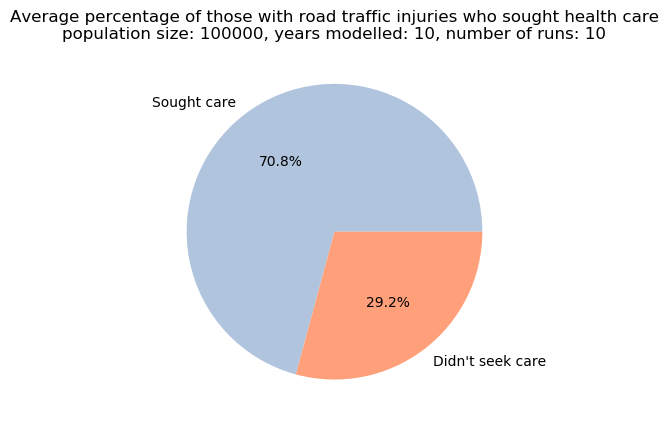 Average percentage of those with road traffic injuries who sought health care
population size: 100000, years modelled: 10, number of runs: 10
Sought care
70.8%
29.2%
Didn't seek care